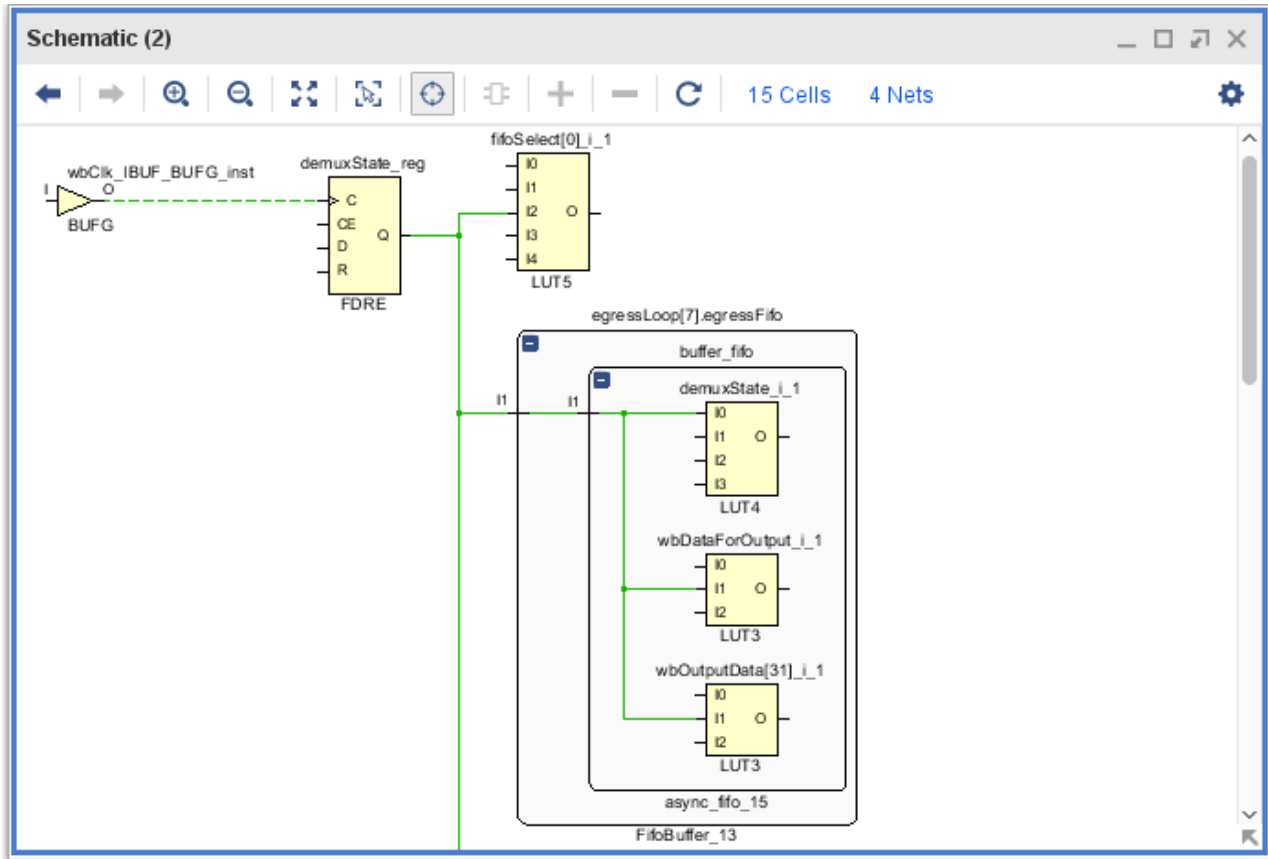 Schematic (2)
15 Cells 4 Nets
fifoSelect[0]_i_1
I0
I1
I2 O
I3
I4
LUT5
wbClk_IBUF_BUFG_inst
I O
BUFG
demuxState_reg
C
CE Q
D
R
FDRE
egressLoop[7].egressFifo
buffer_fifo
I1 I1
demuxState_i_1
I0
I1 O
I2
I3
LUT4
wbDataForOutput_i_1
I0
I1 O
I2
LUT3
wbOutputData[31]_i_1
I0
I1 O
I2
LUT3
async_fifo_15
FifoBuffer_13